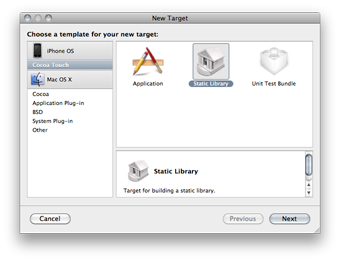 New Target
Choose a template for your new target:
iPhone OS
Cocoa Touch
Mac OS X
Cocoa
Application Plug-in
BSD
System Plug-in
Other
Application
Static Library
Unit Test Bundle
Static Library
Target for building a static library.
Cancel
Previous
Next